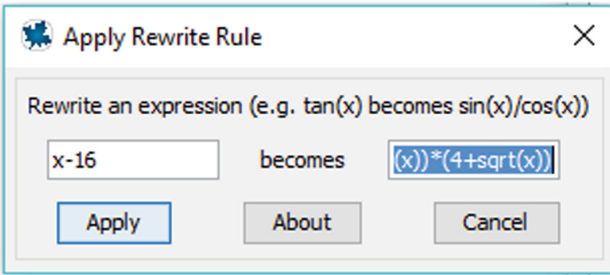 Apply Rewrite Rule
Rewrite an expression (e.g. tan(x) becomes sin(x)/cos(x))
x-16 becomes (x))*(4+sqrt(x))
Apply About Cancel